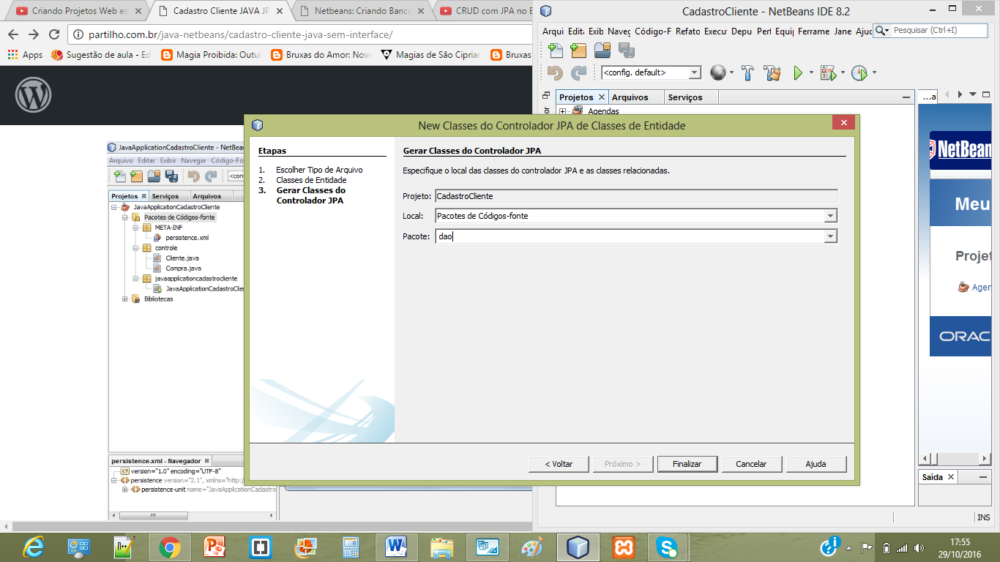 Criando Projetos Web en
Cadastro Cliente JAVA JP
Netbeans: Criando Banco
CRUD com JPA no E
partilho.com.br/java-netbeans/cadastro-cliente-java-sem-interface/
Apps
Sugestão de aula - Ed
Magia Proibida: Outu
Bruxas do Amor: Nov
Magias de São Cipria
Bruxas
CadastroCliente - NetBeans IDE 8.2
Arqui Edita Exib Naveg Código-F Refato Execu Depu Perl Equip Ferrame Jane Ajuc
Pesquisar (Ctrl+I)
<config. default>
Projetos
Arquivos
Serviços
...a
Agendas
JavaApplicationCadastroCliente - NetBean
Arquivo Editar Exibir Navegar Código-Fo
<con
Projetos Serviços Arquivos
JavaApplicationCadastroCliente
Pacotes de Códigos-fonte
META-INF
persistence.xml
controle
Cliente.java
Compra.java
javaapplicationcadastrocliente
JavaApplicationCadastroClie
Bibliotecas
persistence.xml - Navegador
version="1.0" encoding="UTF-8"
persistence version="2.1", xmlns="http:/
persistence-unit name="JavaApplicationCadastro
New Classes do Controlador JPA de Classes de Entidade
Etapas
1. Escolher Tipo de Arquivo
2. Classes de Entidade
3. Gerar Classes do
Controlador JPA
Gerar Classes do Controlador JPA
Especifique o local das classes do controlador JPA e as classes relacionadas.
Projeto: CadastroCliente
Local: Pacotes de Códigos-fonte
Pacote: dao
< Voltar
Próximo >
Finalizar
Cancelar
Ajuda
NetBean
Meu
Projet
Agen
ORAC
Saída
INS
17:55
29/10/2016